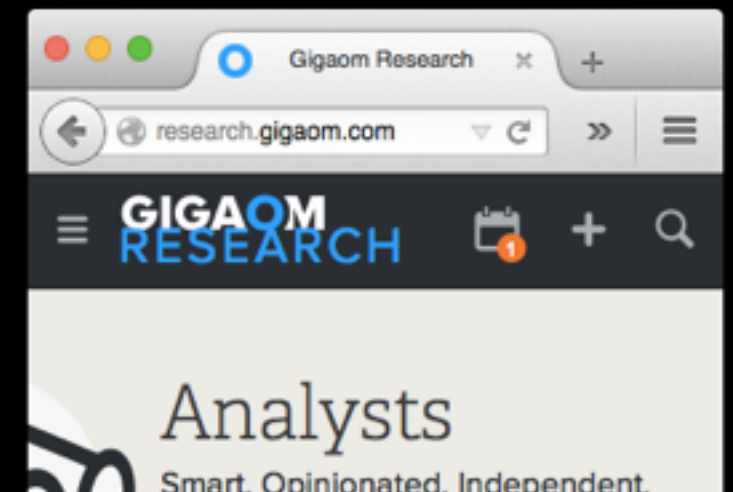 Gigaom Research
research.gigaom.com
GIGAOM
RESEARCH
1
Analysts
Smart. Opinionated. Independent.